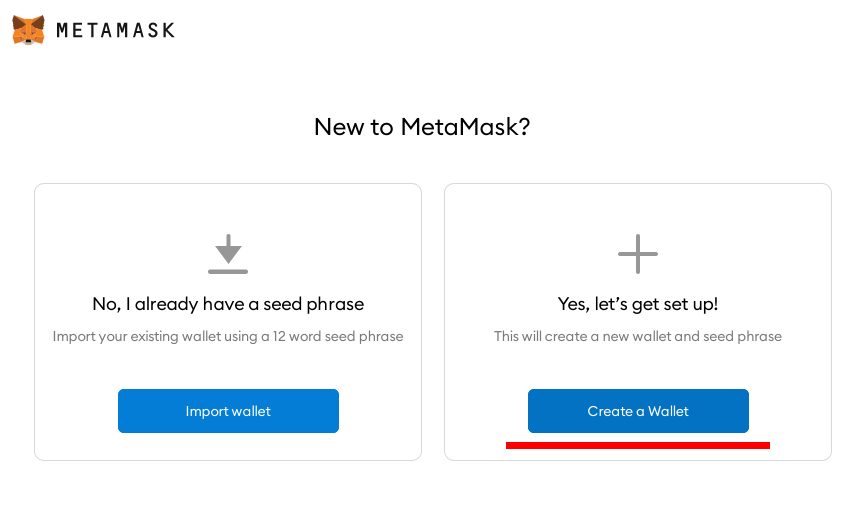 METAMASK
New to MetaMask?
No, I already have a seed phrase
Import your existing wallet using a 12 word seed phrase
Import wallet
Yes, let’s get set up!
This will create a new wallet and seed phrase
Create a Wallet